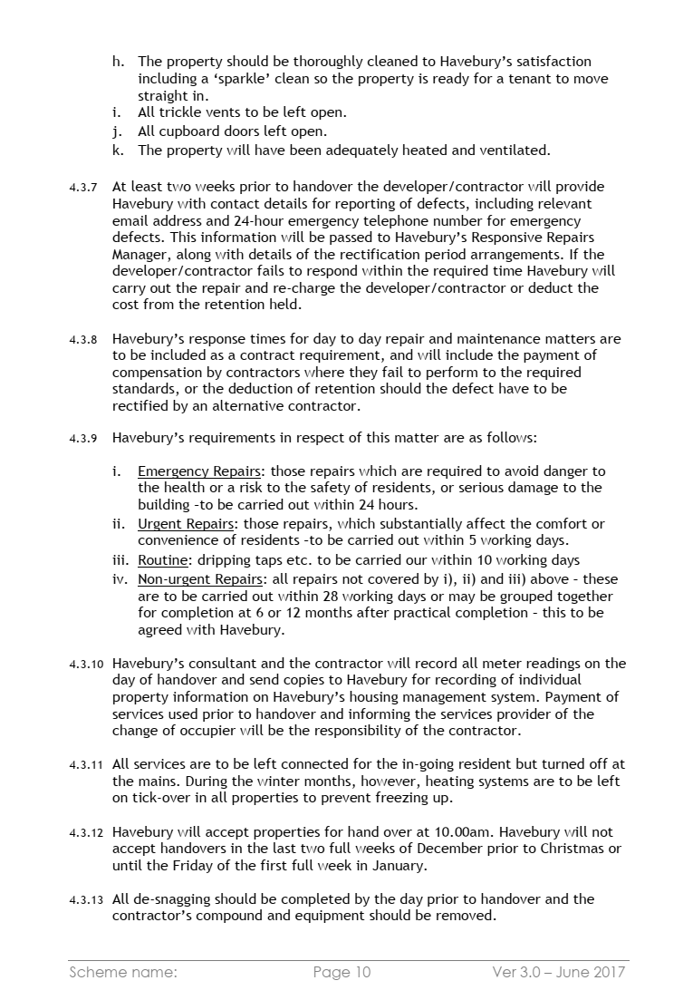 h. The property should be thoroughly cleaned to Havebury’s satisfaction
including a ‘sparkle’ clean so the property is ready for a tenant to move
straight in.
i. All trickle vents to be left open.
j. All cupboard doors left open.
k. The property will have been adequately heated and ventilated.
4.3.7 At least two weeks prior to handover the developer/contractor will provide
Havebury with contact details for reporting of defects, including relevant
email address and 24-hour emergency telephone number for emergency
defects. This information will be passed to Havebury’s Responsive Repairs
Manager, along with details of the rectification period arrangements. If the
developer/contractor fails to respond within the required time Havebury will
carry out the repair and re-charge the developer/contractor or deduct the
cost from the retention held.
4.3.8 Havebury’s response times for day to day repair and maintenance matters are
to be included as a contract requirement, and will include the payment of
compensation by contractors where they fail to perform to the required
standards, or the deduction of retention should the defect have to be
rectified by an alternative contractor.
4.3.9 Havebury’s requirements in respect of this matter are as follows:
i. Emergency Repairs: those repairs which are required to avoid danger to
the health or a risk to the safety of residents, or serious damage to the
building –to be carried out within 24 hours.
ii. Urgent Repairs: those repairs, which substantially affect the comfort or
convenience of residents –to be carried out within 5 working days.
iii. Routine: dripping taps etc. to be carried our within 10 working days
iv. Non-urgent Repairs: all repairs not covered by i), ii) and iii) above – these
are to be carried out within 28 working days or may be grouped together
for completion at 6 or 12 months after practical completion – this to be
agreed with Havebury.
4.3.10 Havebury’s consultant and the contractor will record all meter readings on the
day of handover and send copies to Havebury for recording of individual
property information on Havebury’s housing management system. Payment of
services used prior to handover and informing the services provider of the
change of occupier will be the responsibility of the contractor.
4.3.11 All services are to be left connected for the in-going resident but turned off at
the mains. During the winter months, however, heating systems are to be left
on tick-over in all properties to prevent freezing up.
4.3.12 Havebury will accept properties for hand over at 10.00am. Havebury will not
accept handovers in the last two full weeks of December prior to Christmas or
until the Friday of the first full week in January.
4.3.13 All de-snagging should be completed by the day prior to handover and the
contractor’s compound and equipment should be removed.
Scheme name: Page 10 Ver 3.0 – June 2017